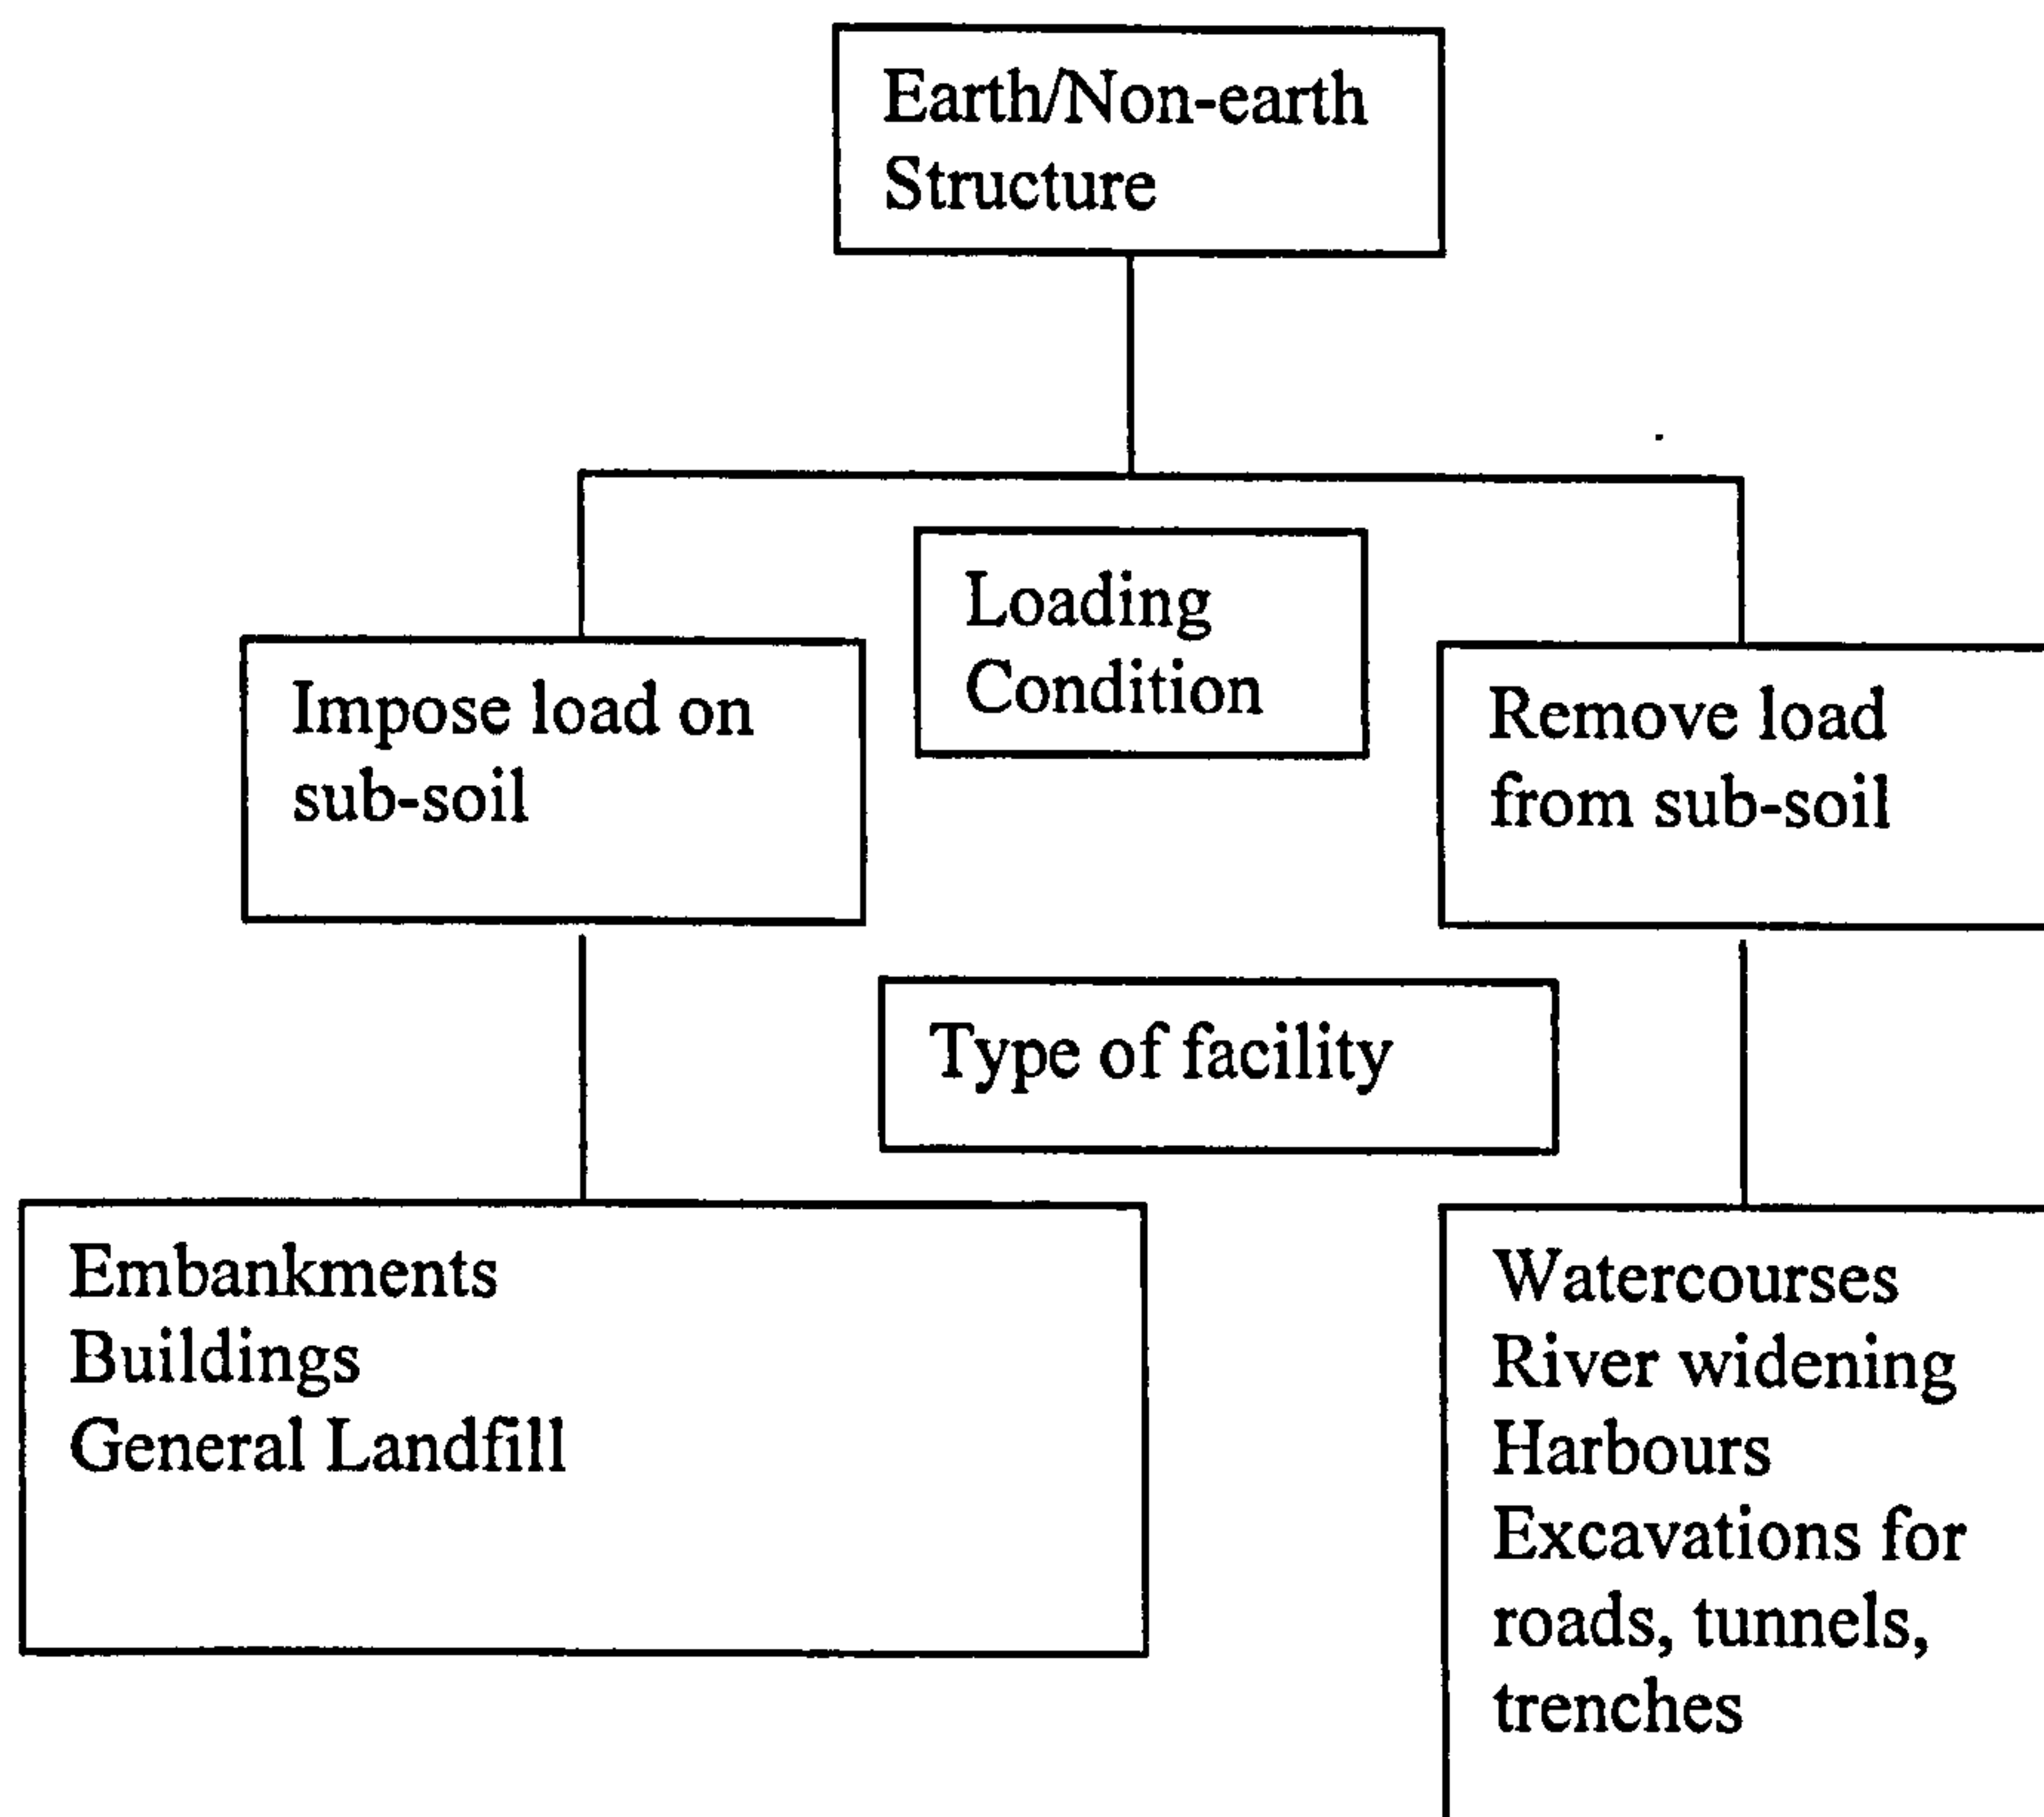 Earth/Non-earth
Structure
Loading
Condition
Impose load on
sub-soil
Remove load
from sub-soil
Type of facility
Embankments
Buildings
General Landfill
Watercourses
River widening
Harbours
Excavations for
roads, tunnels,
trenches